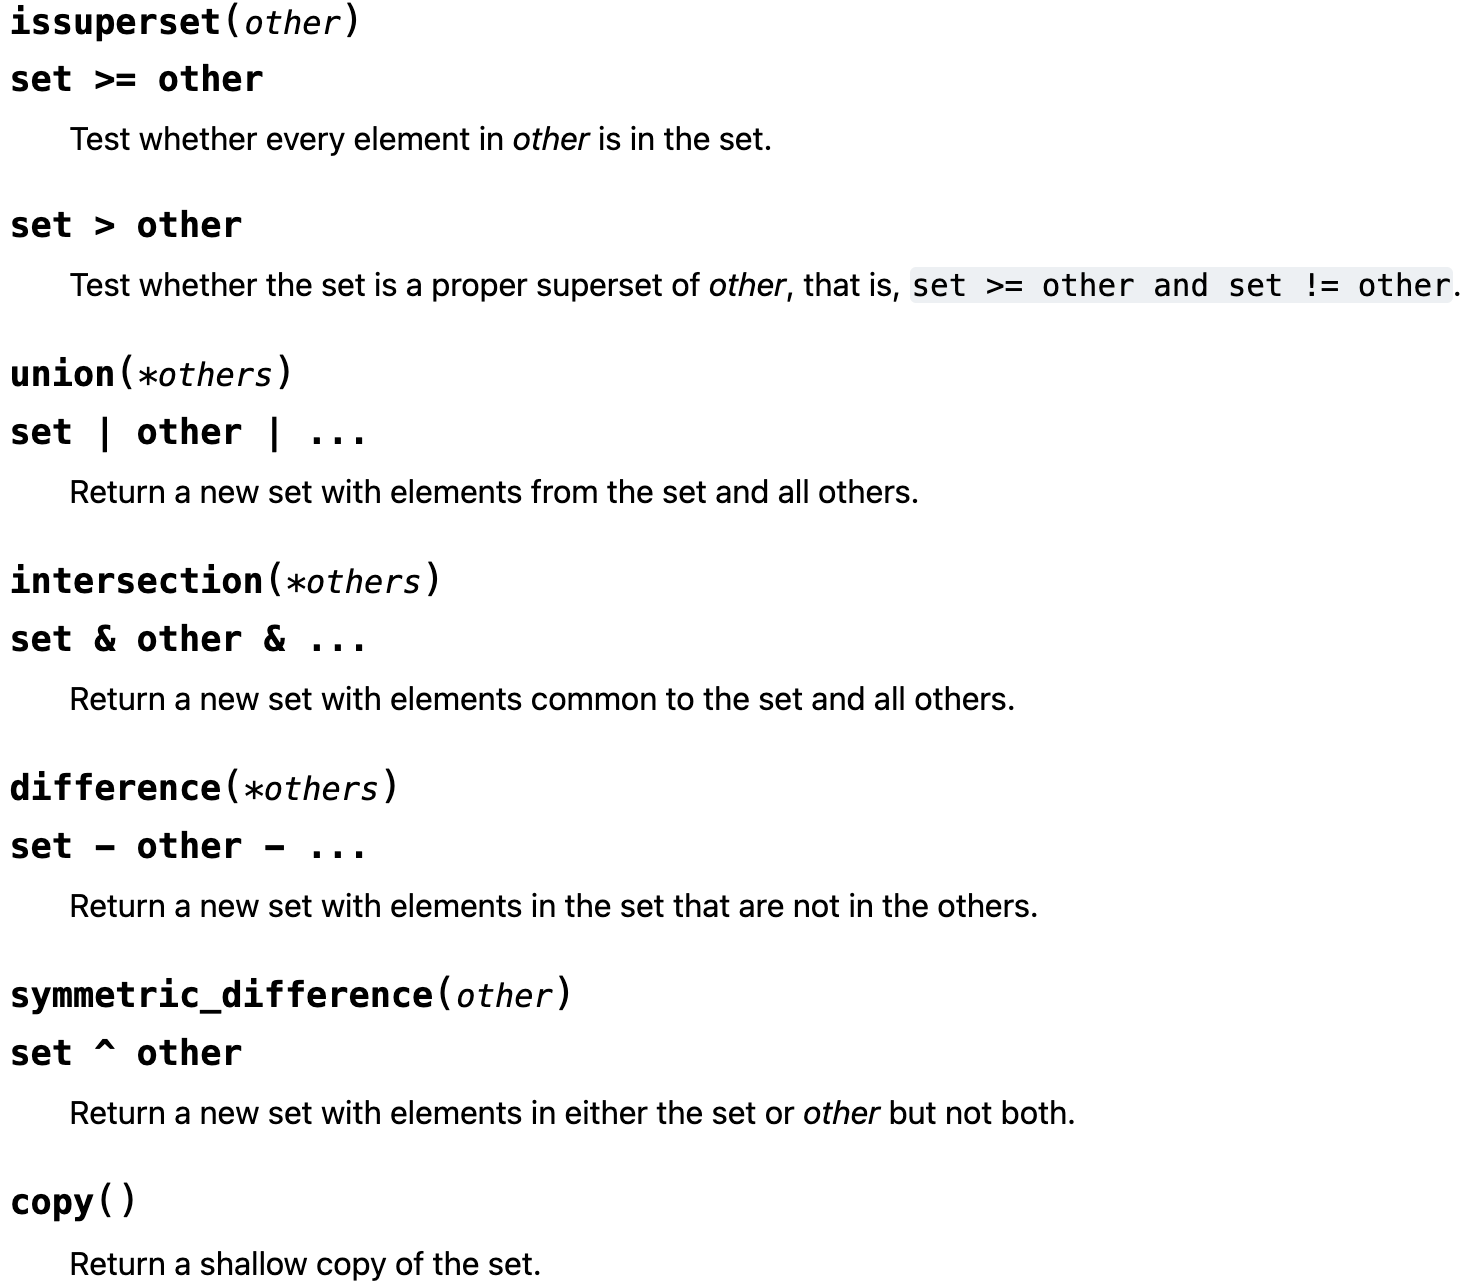 issuperset(other)
set >= other
Test whether every element in other is in the set.
set > other
Test whether the set is a proper superset of other, that is, set >= other and set != other.
union(*others)
set | other | ...
Return a new set with elements from the set and all others.
intersection(*others)
set & other & ...
Return a new set with elements common to the set and all others.
difference(*others)
set - other - ...
Return a new set with elements in the set that are not in the others.
symmetric_difference(other)
set ^ other
Return a new set with elements in either the set or other but not both.
copy()
Return a shallow copy of the set.